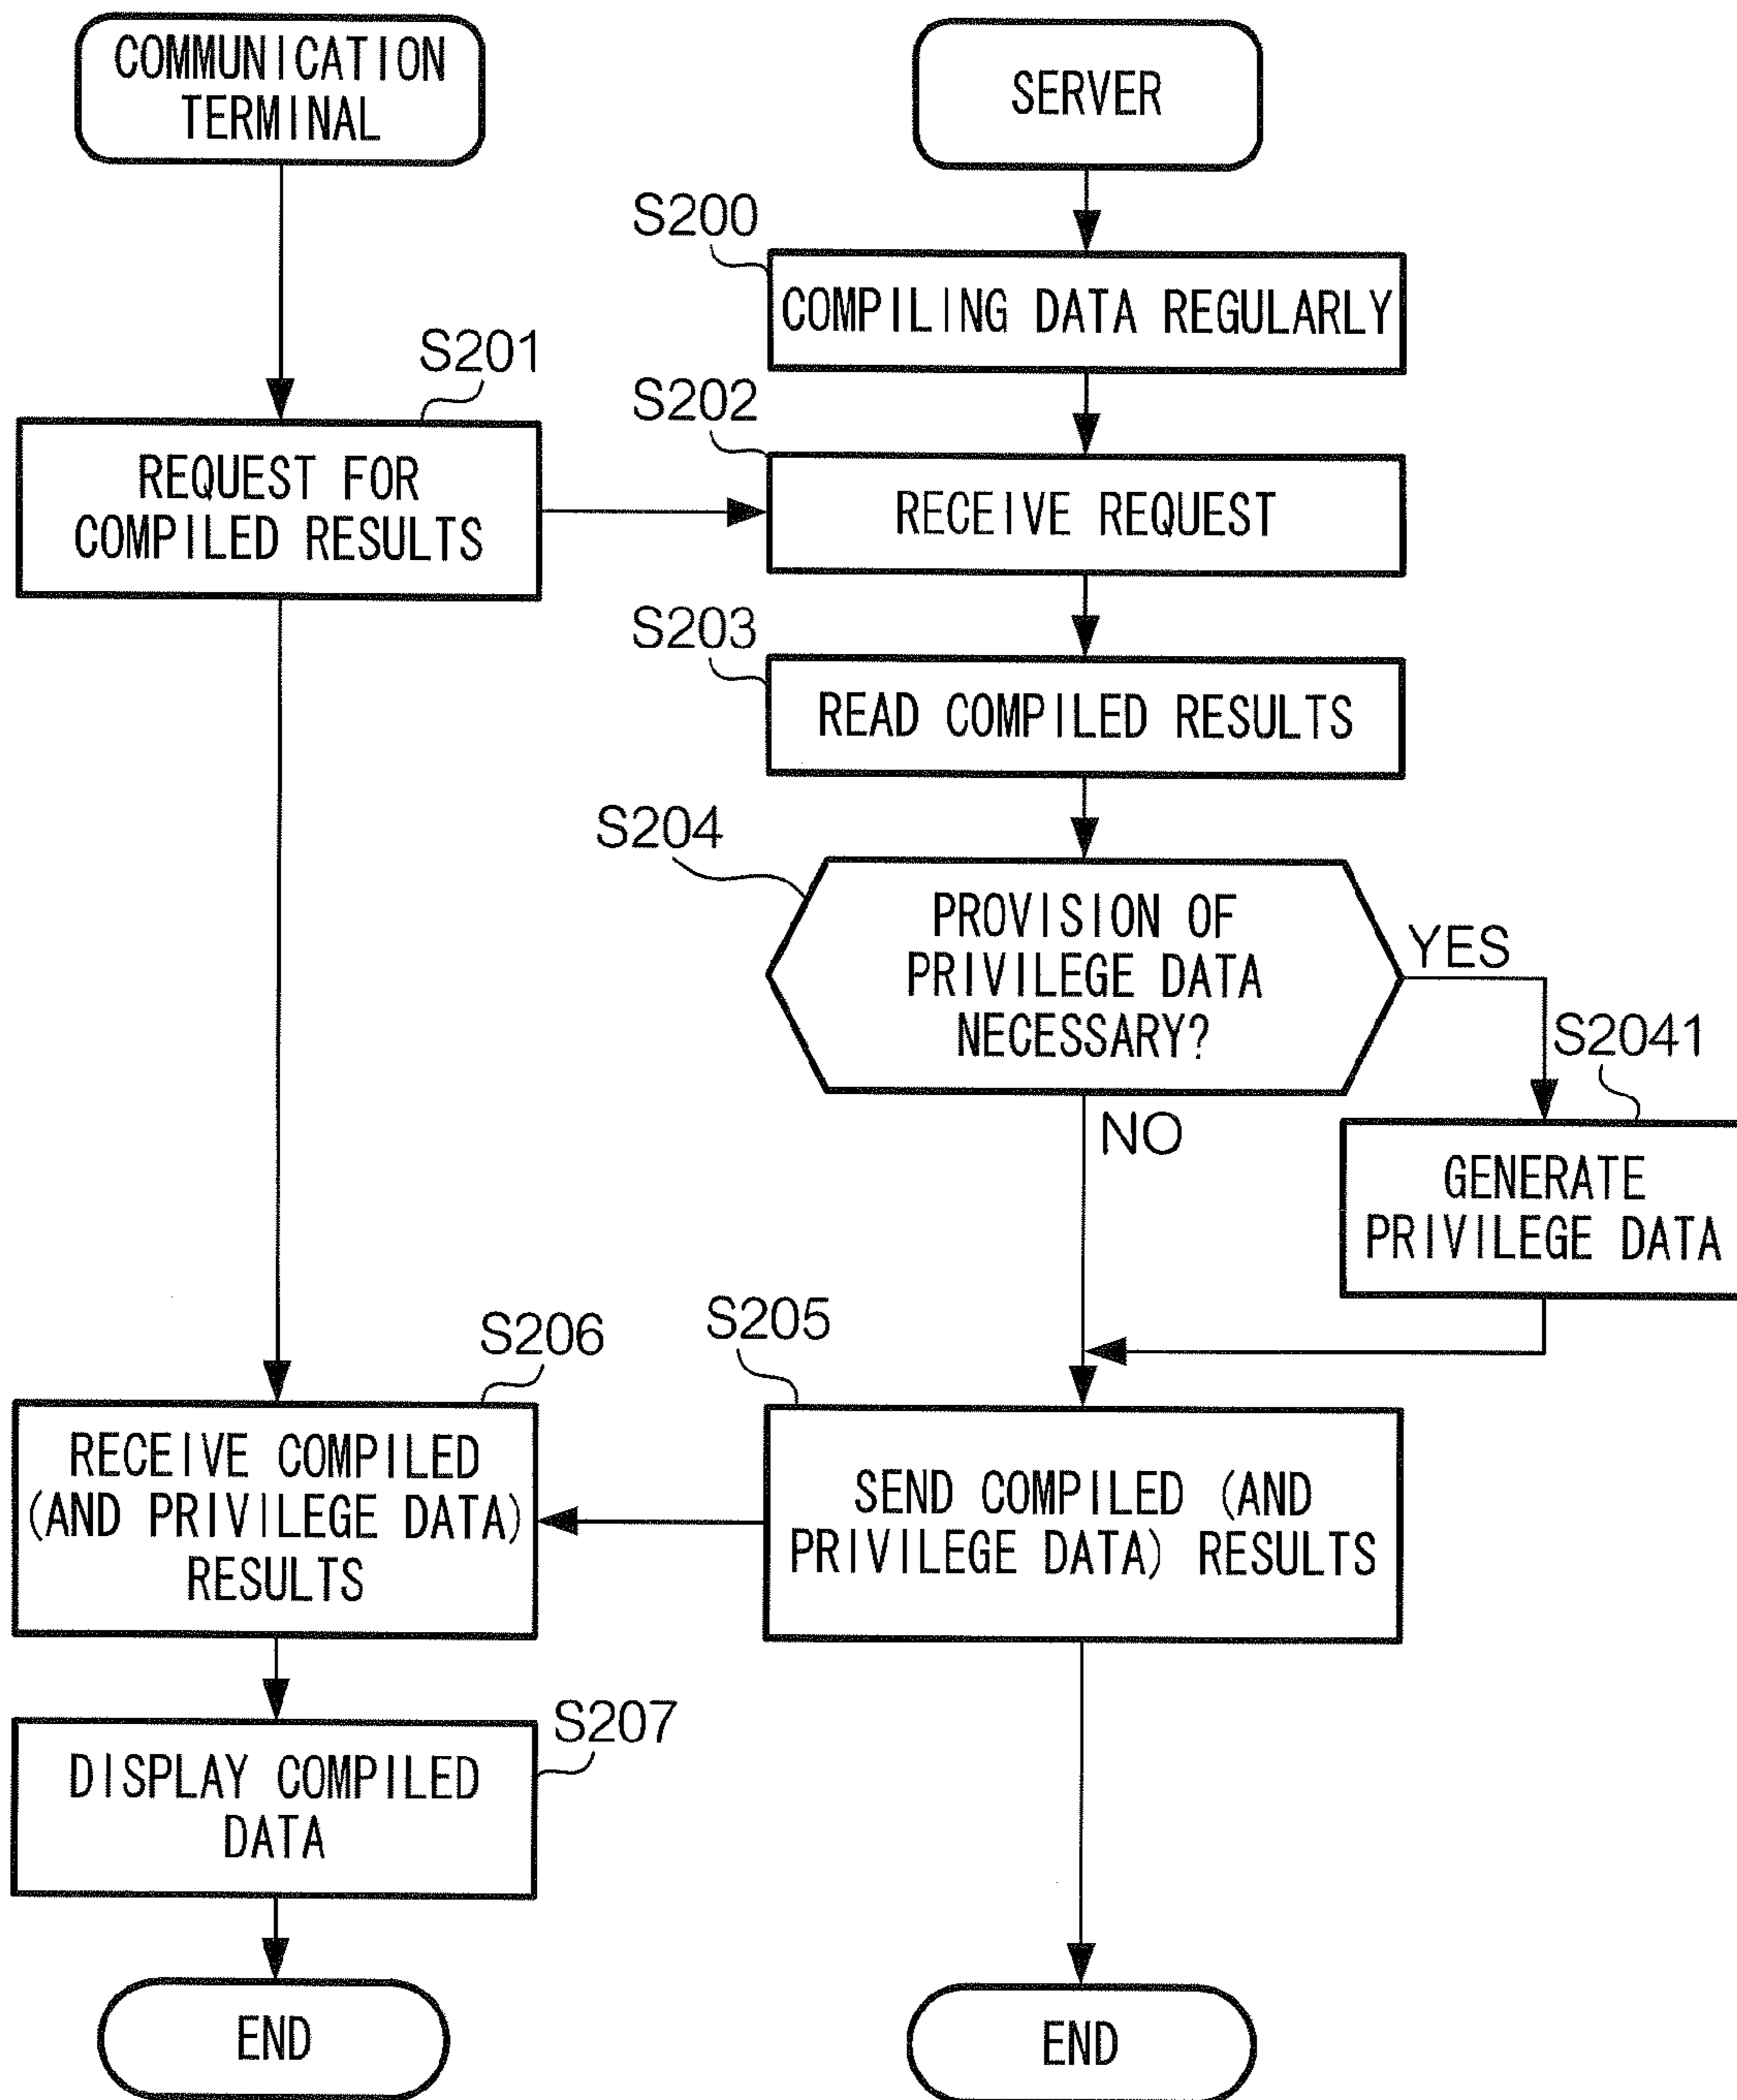 COMMUNICATION
TERMINAL
SERVER
S200
COMPILING DATA REGULARLY
S201
REQUEST FOR
COMPILED RESULTS
S202
RECEIVE REQUEST
S203
READ COMPILED RESULTS
S204
PROVISION OF
PRIVILEGE DATA
NECESSARY?
YES
S2041
NO
GENERATE
PRIVILEGE DATA
S205
SEND COMPILED (AND
PRIVILEGE DATA) RESULTS
S206
RECEIVE COMPILED
(AND PRIVILEGE DATA)
RESULTS
S207
DISPLAY COMPILED
DATA
END
END